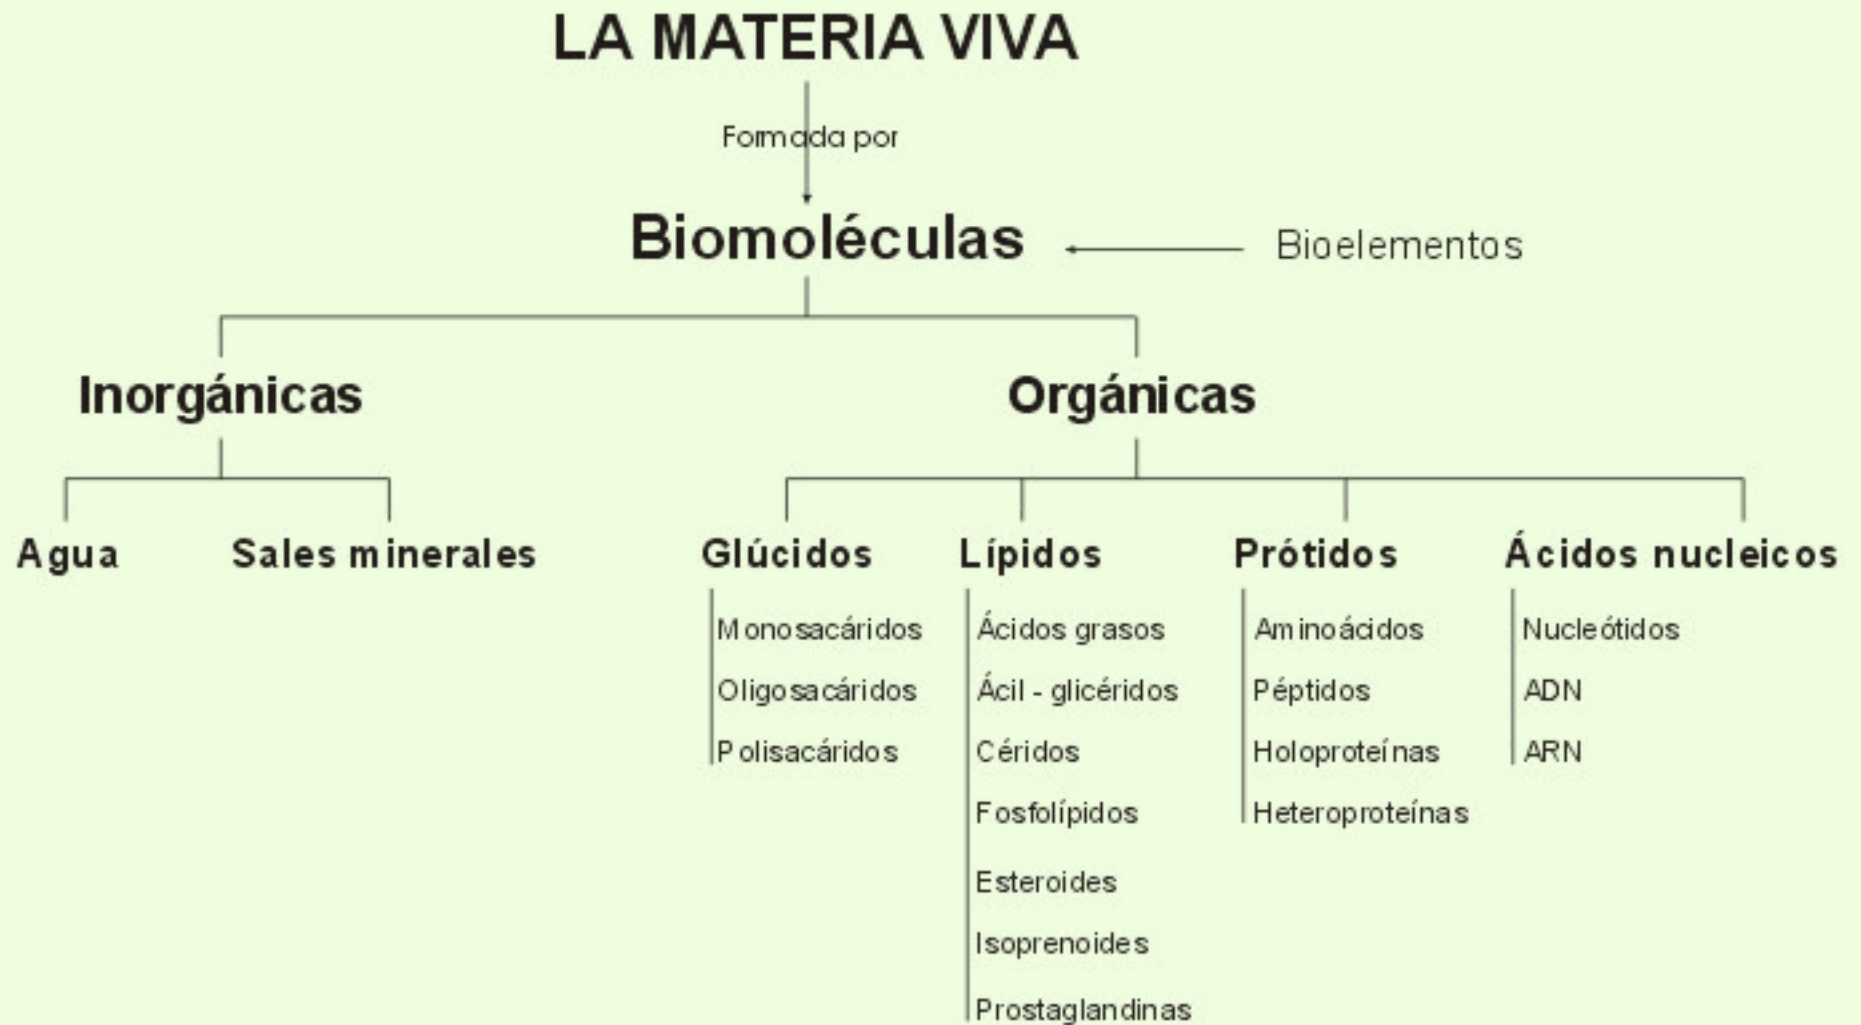 LA MATERIA VIVA
Formada por
Biomoléculas
Bioelementos
Inorgánicas
Orgánicas
Agua
Sales minerales
Glúcidos
Monosacáridos
Oligosacáridos
Polisacáridos
Lípidos
Ácidos grasos
Ácil - glicéridos
Céridos
Fosfolípidos
Esteroides
Isoprenoides
Prostaglandinas
Prótidos
Aminoácidos
Péptidos
Holoproteínas
Heteroproteínas
Ácidos nucleicos
Nucleótidos
ADN
ARN